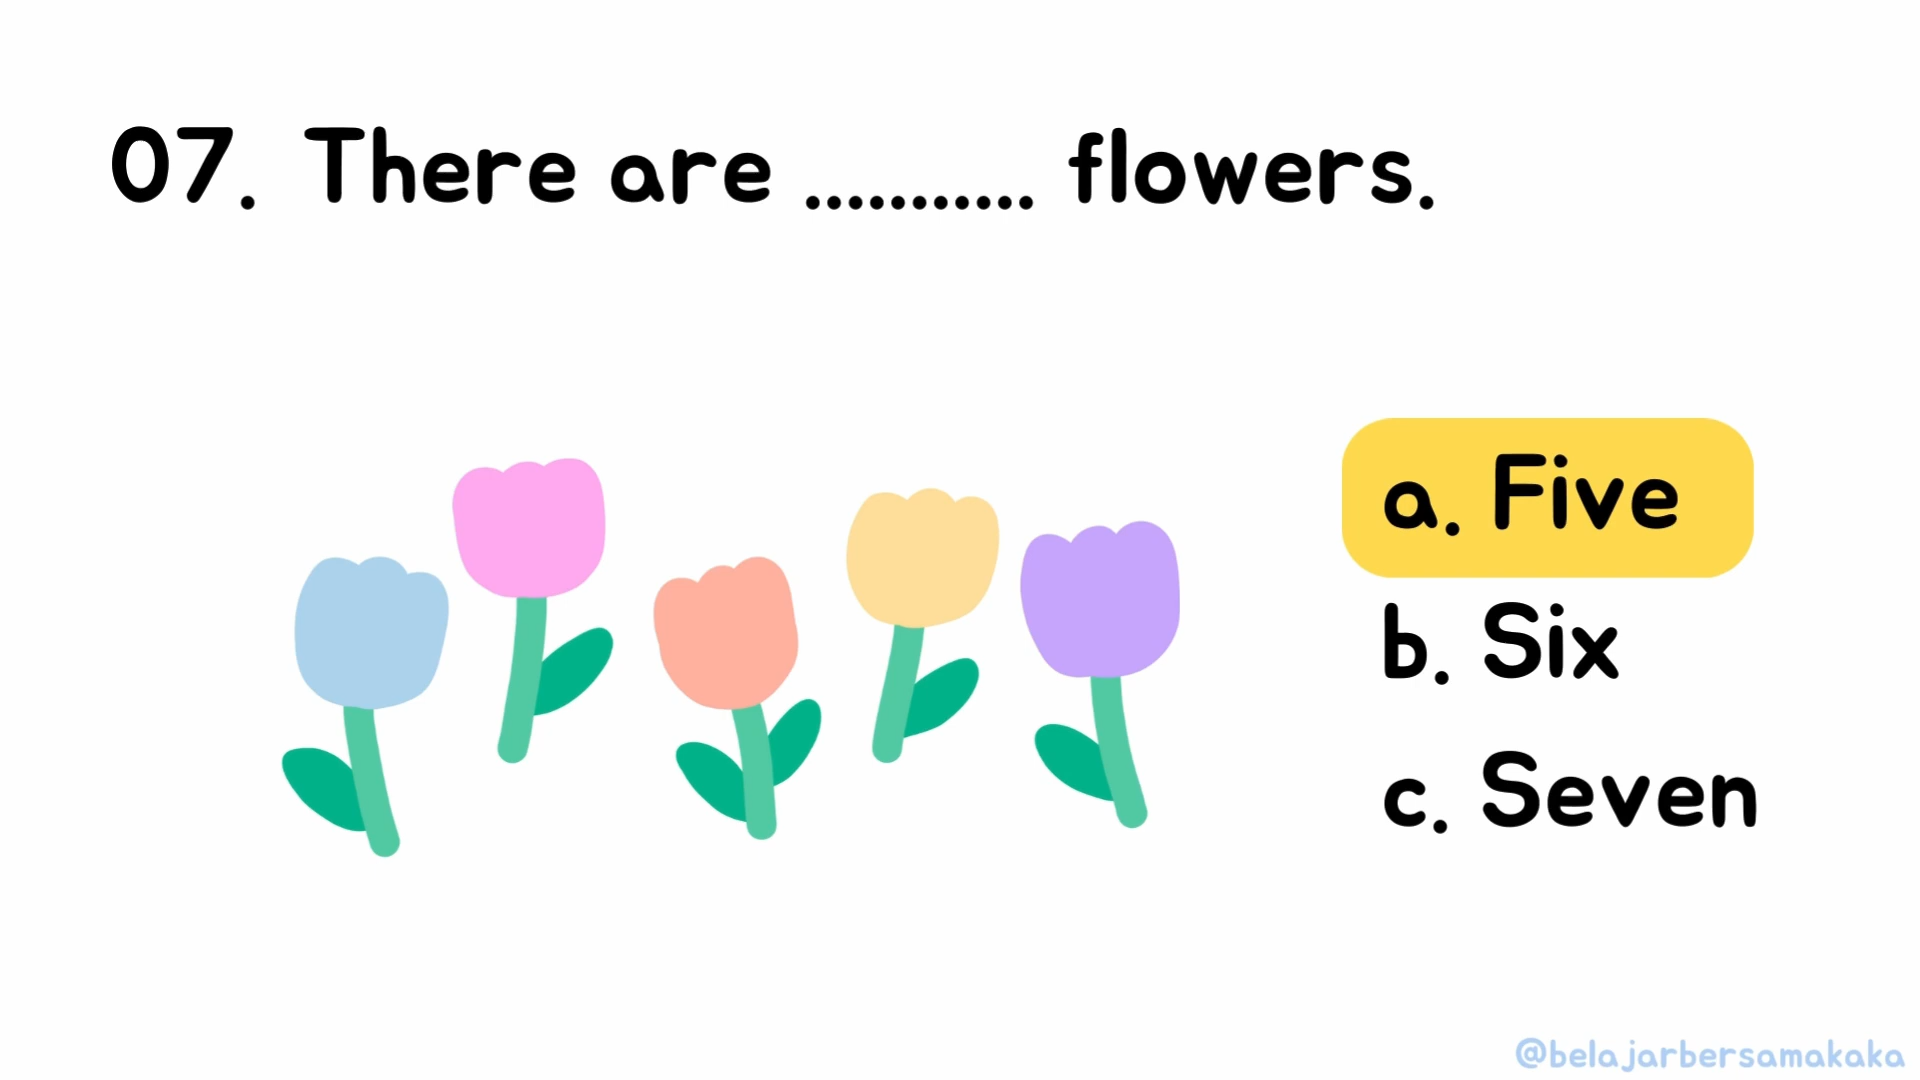 07. There are ........... flowers.
a. Five
b. Six
c. Seven
@belajarbersamakaka